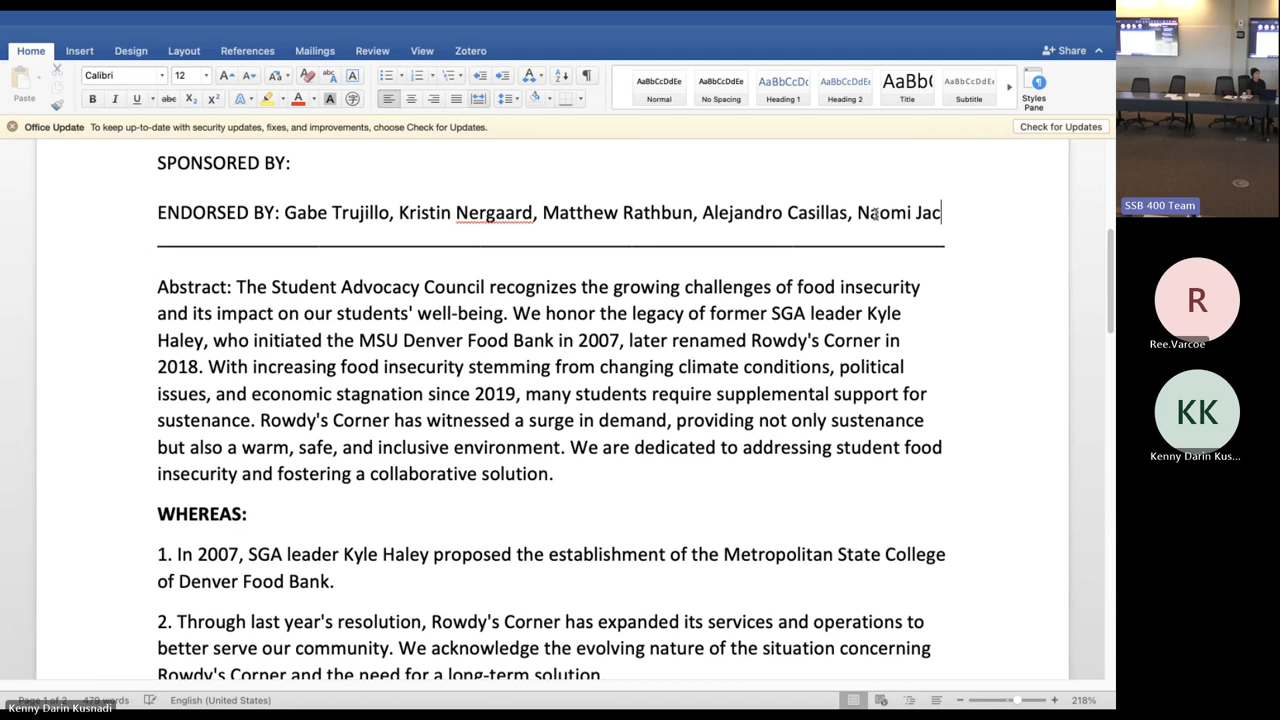 Home Insert Design Layout References Mailings Review View Zotero Share
Paste Calibri 12 Aa abc A AaBbCcDdEe AaBbCcDdEe AaBbCcDc AaBbCcDdEe AaBb( AaBbCcDdEe
B I U abc X₂ X² A A A Normal No Spacing Heading 1 Heading 2 Title Subtitle Styles Pane
Office Update To keep up-to-date with security updates, fixes, and improvements, choose Check for Updates. Check for Updates
SPONSORED BY:
ENDORSED BY: Gabe Trujillo, Kristin Nergaard, Matthew Rathbun, Alejandro Casillas, Naomi Jac
Abstract: The Student Advocacy Council recognizes the growing challenges of food insecurity
and its impact on our students' well-being. We honor the legacy of former SGA leader Kyle
Haley, who initiated the MSU Denver Food Bank in 2007, later renamed Rowdy's Corner in
2018. With increasing food insecurity stemming from changing climate conditions, political
issues, and economic stagnation since 2019, many students require supplemental support for
sustenance. Rowdy's Corner has witnessed a surge in demand, providing not only sustenance
but also a warm, safe, and inclusive environment. We are dedicated to addressing student food
insecurity and fostering a collaborative solution.
WHEREAS:
1. In 2007, SGA leader Kyle Haley proposed the establishment of the Metropolitan State College
of Denver Food Bank.
2. Through last year's resolution, Rowdy's Corner has expanded its services and operations to
better serve our community. We acknowledge the evolving nature of the situation concerning
Rowdy's Corner and the need for a long-term solution.
Page 1 of 2 479 words English (United States) 218%
Kenny Darin Kusnadi
SSB 400 Team
R
Ree.Varcoe
KK
Kenny Darin Kus...